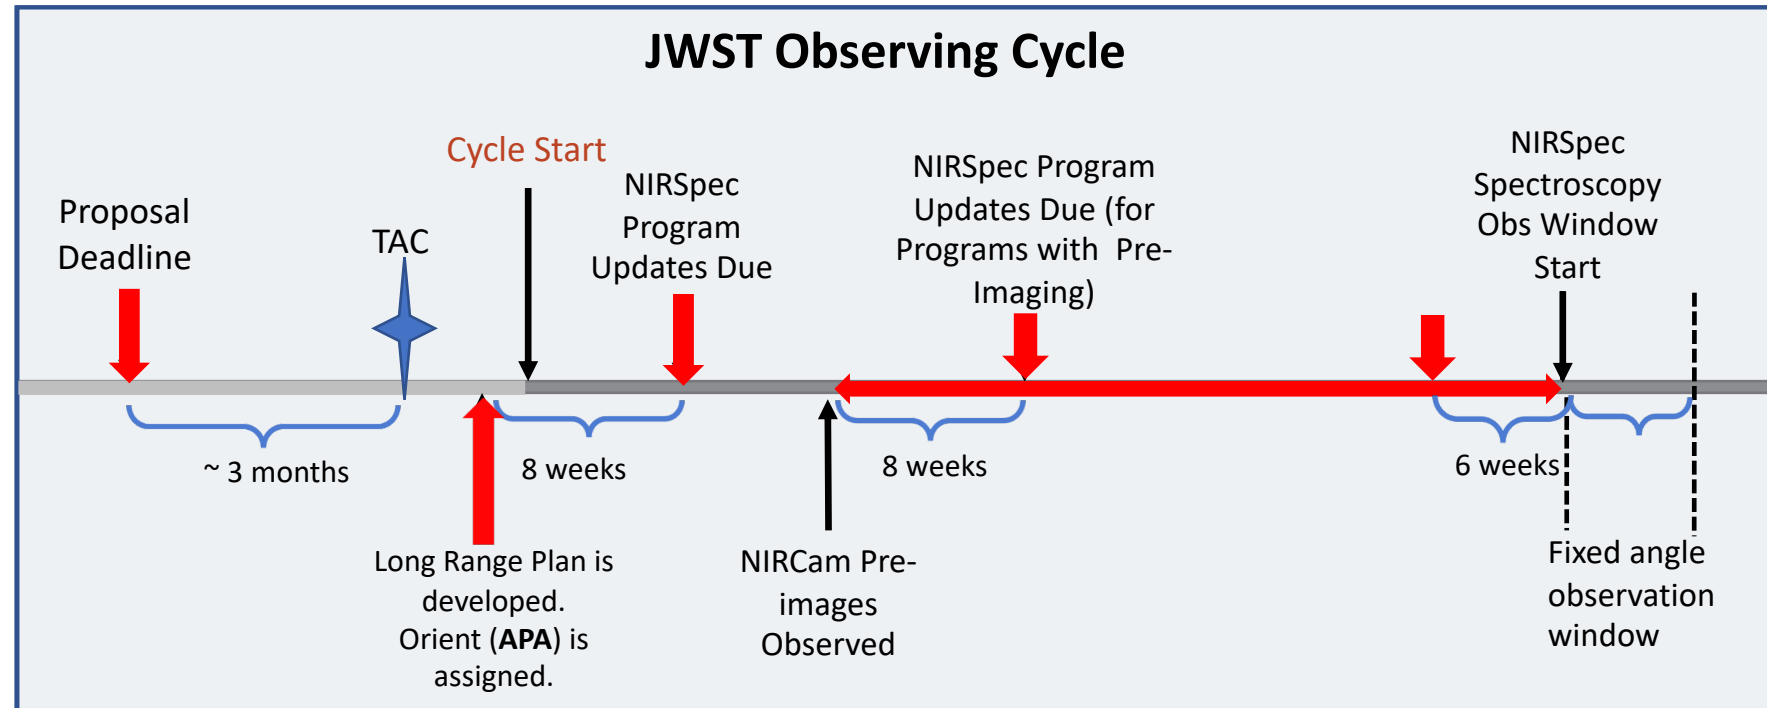 JWST Observing Cycle
Proposal
Deadline
TAC
Cycle Start
NIRSpec
Program
Updates Due
NIRSpec Program
Updates Due (for
Programs with  Pre-
Imaging)
NIRSpec
Spectroscopy
Obs Window
Start
~ 3 months
8 weeks
8 weeks
6 weeks
Long Range Plan is
developed.
Orient (APA) is
assigned.
NIRCam Pre-
images
Observed
Fixed angle
observation
window